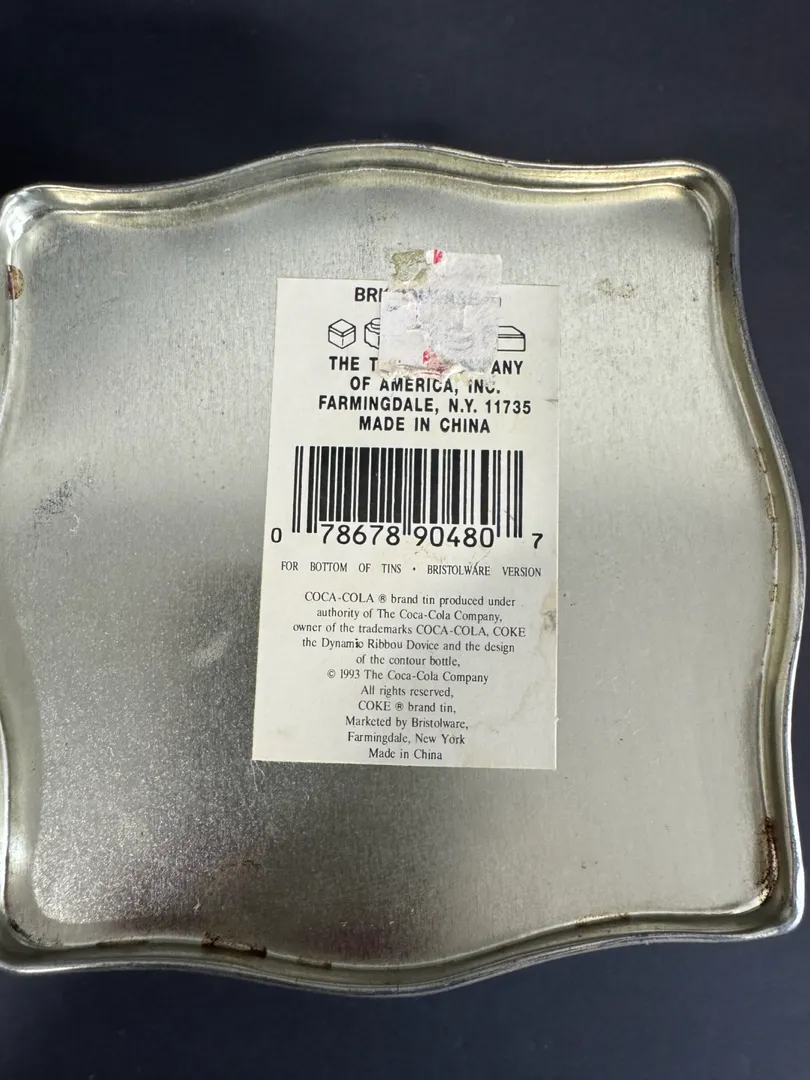 THE
OF AMERICA, INC.
FARMINGDALE, N.Y. 11735
MADE IN CHINA
0 78678 90480 7
FOR BOTTOM OF TINS • BRISTOLWARE VERSION
COCA-COLA ® brand tin produced under
authority of The Coca-Cola Company,
owner of the trademarks COCA-COLA, COKE
the Dynamic Ribbou Dovice and the design
of the contour bottle,
© 1993 The Coca-Cola Company
All rights reserved,
COKE ® brand tin,
Marketed by Bristolware,
Farmingdale, New York
Made in China